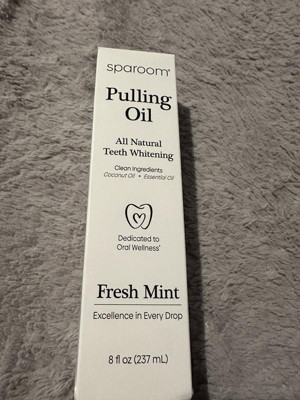 sparoom®
Pulling
Oil
All Natural
Teeth Whitening
Clean Ingredients
Coconut Oil + Essential Oil
Dedicated to
Oral Wellness*
Fresh Mint
Excellence in Every Drop
8 fl oz (237 mL)